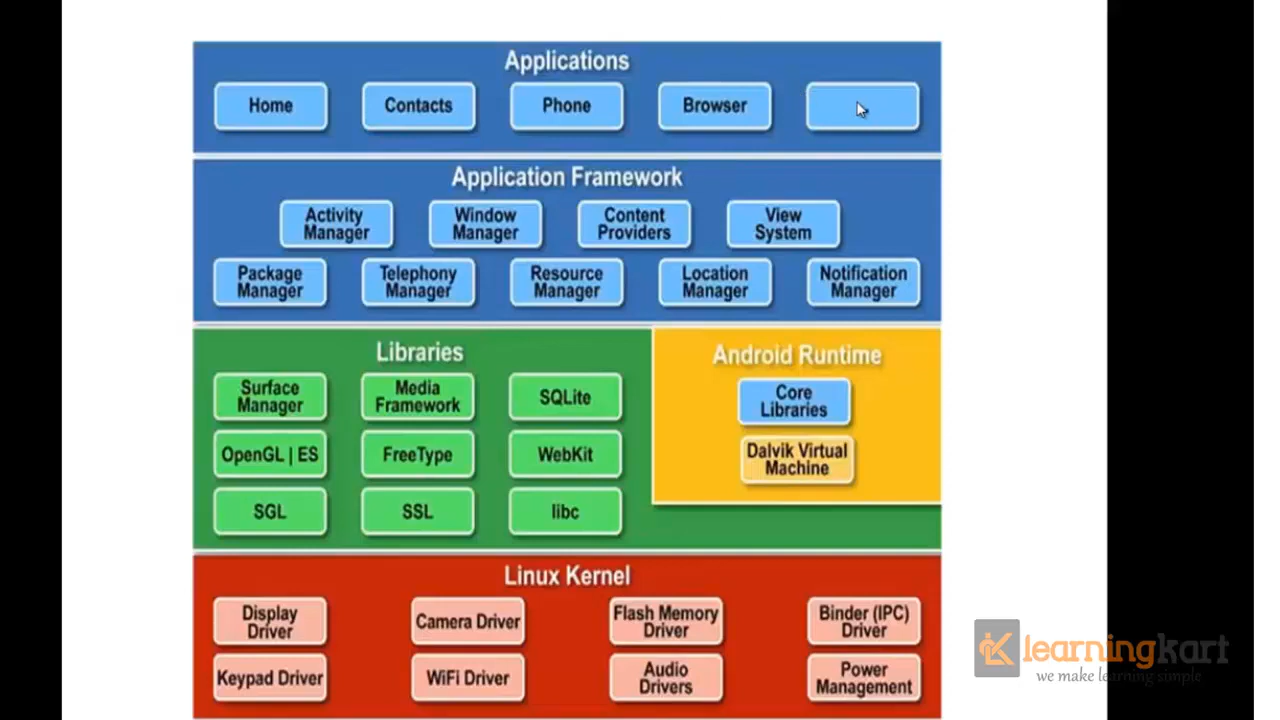 Applications
Home
Contacts
Phone
Browser
Application Framework
Activity
Manager
Window
Manager
Content
Providers
View
System
Package
Manager
Telephony
Manager
Resource
Manager
Location
Manager
Notification
Manager
Libraries
Surface
Manager
Media
Framework
SQLite
OpenGL | ES
FreeType
WebKit
SGL
SSL
libc
Android Runtime
Core
Libraries
Dalvik Virtual
Machine
Linux Kernel
Display
Driver
Camera Driver
Flash Memory
Driver
Binder (IPC)
Driver
Keypad Driver
WiFi Driver
Audio
Drivers
Power
Management
learningkart
we make learning simple